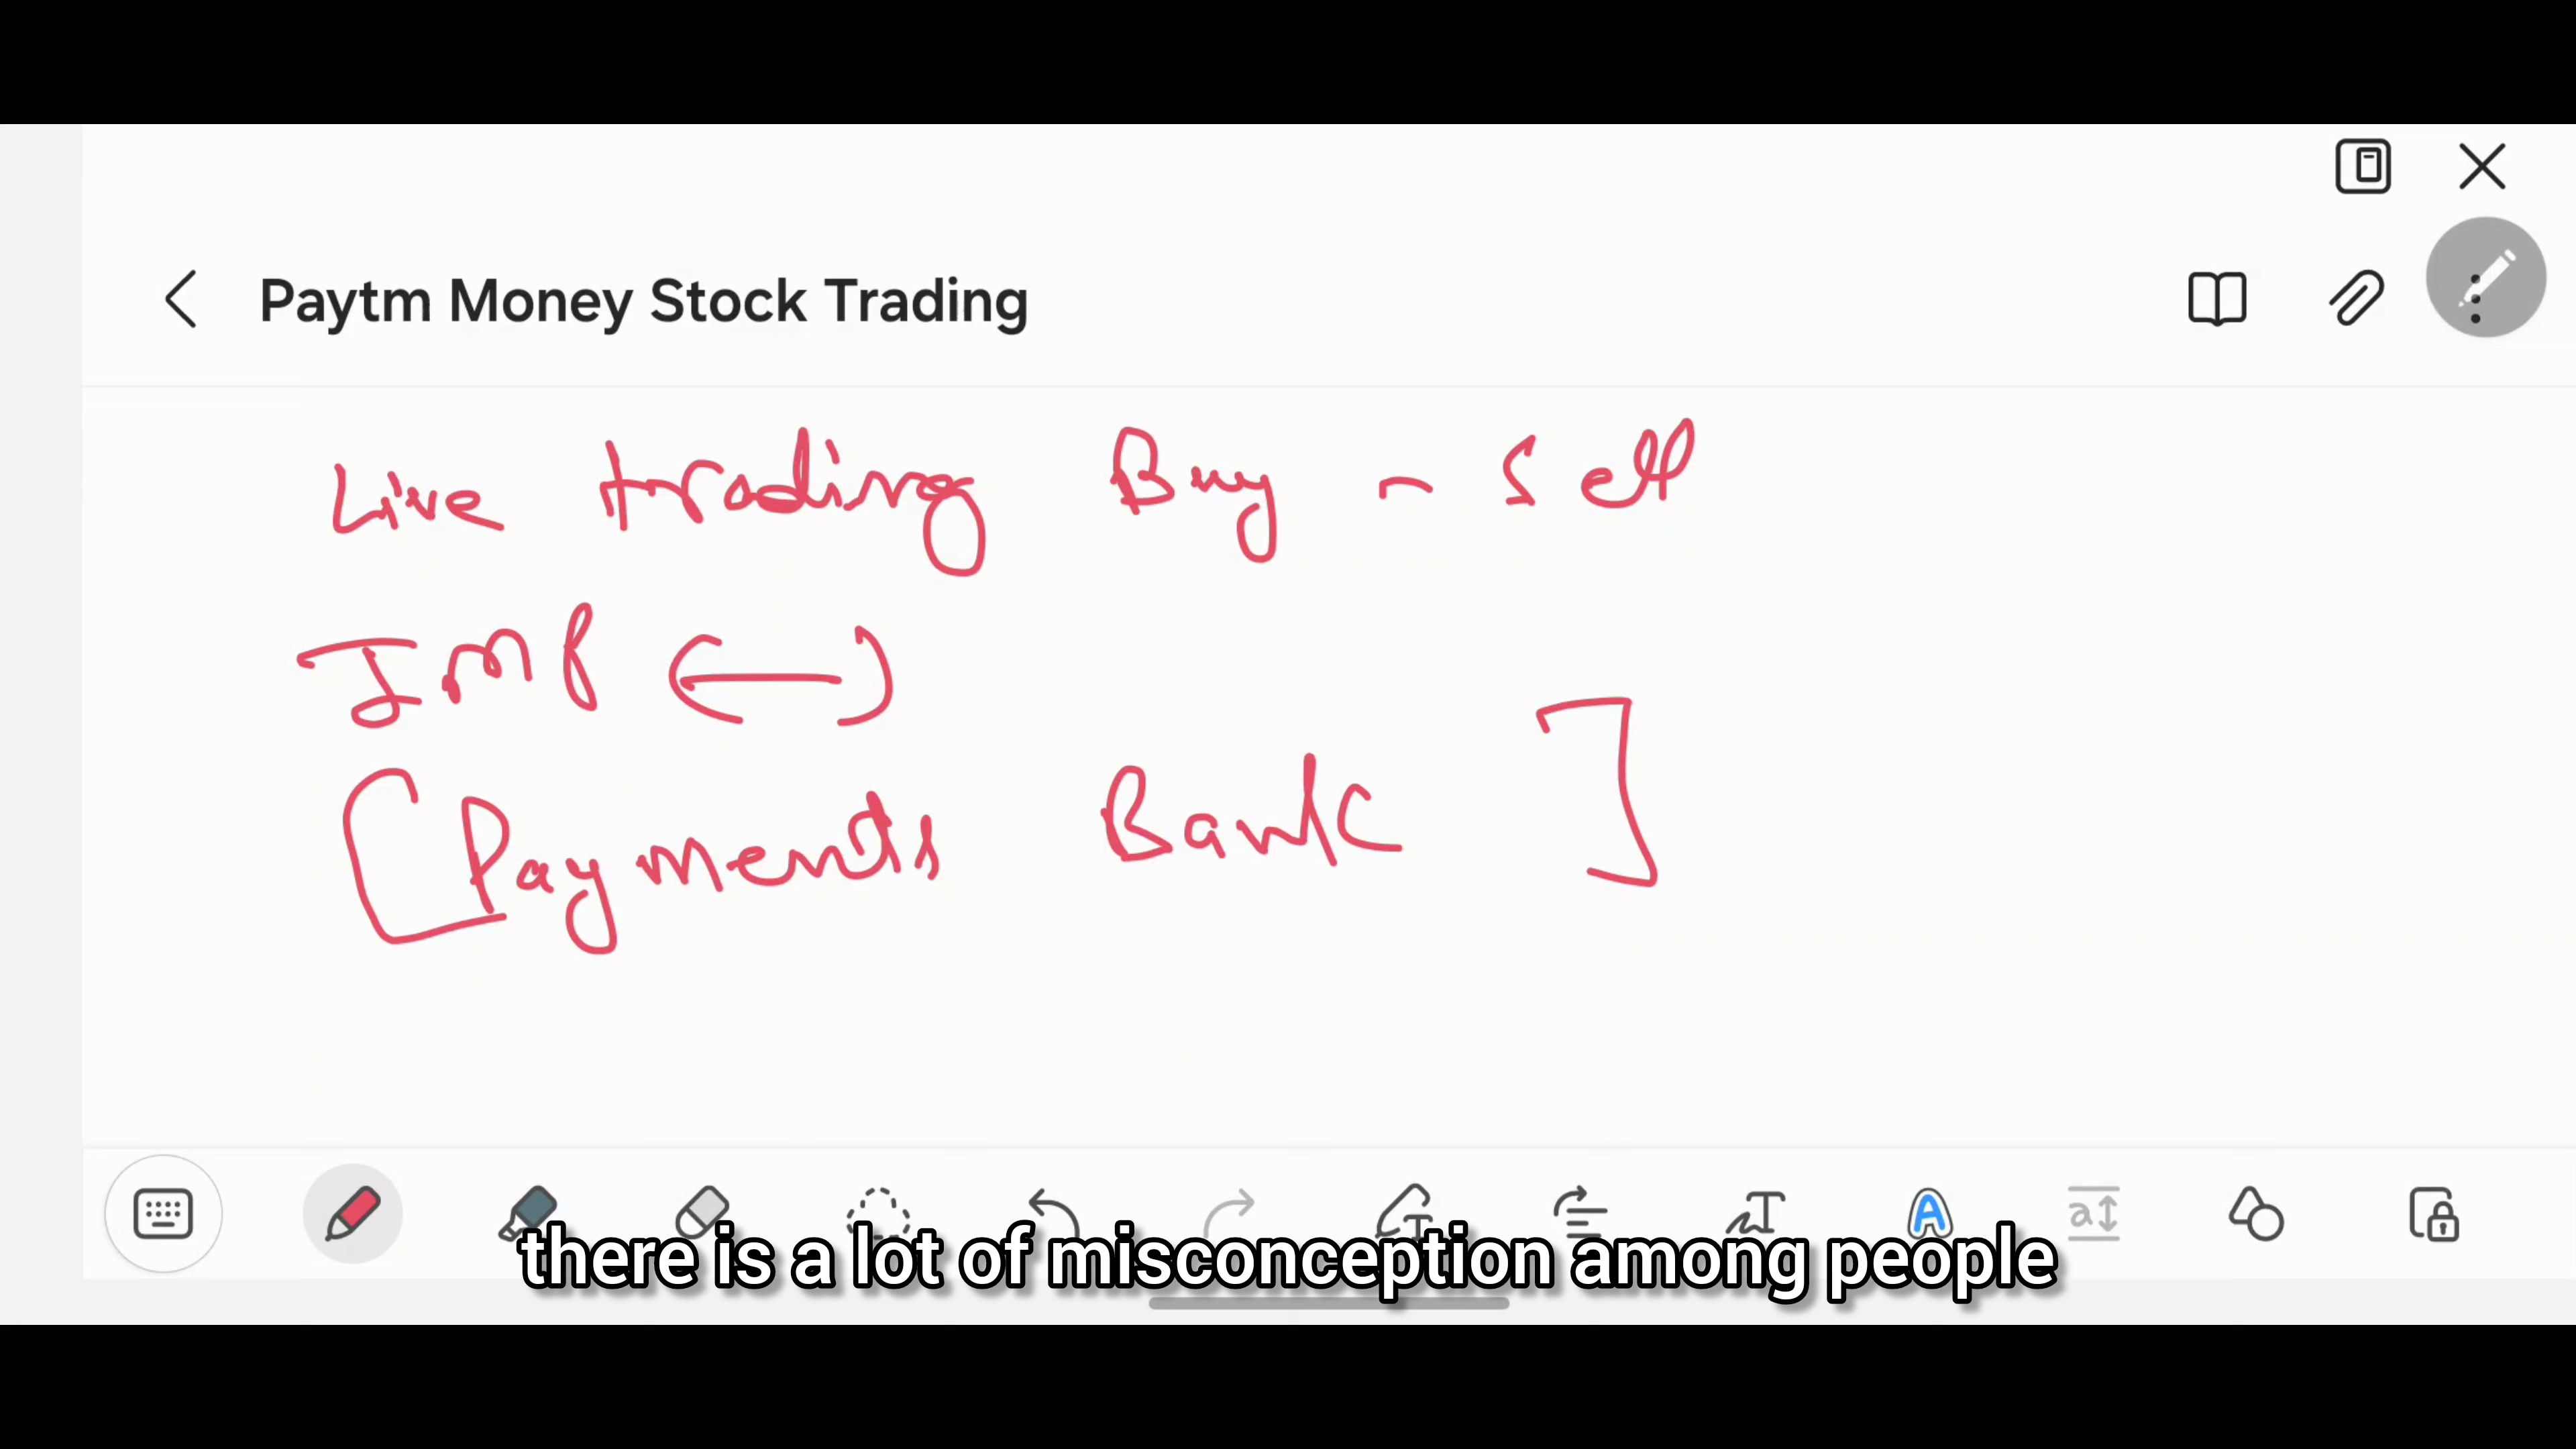 Paytm Money Stock Trading
Live trading Buy - Sell
IMP
[Payments Bank]
there is a lot of misconception among people